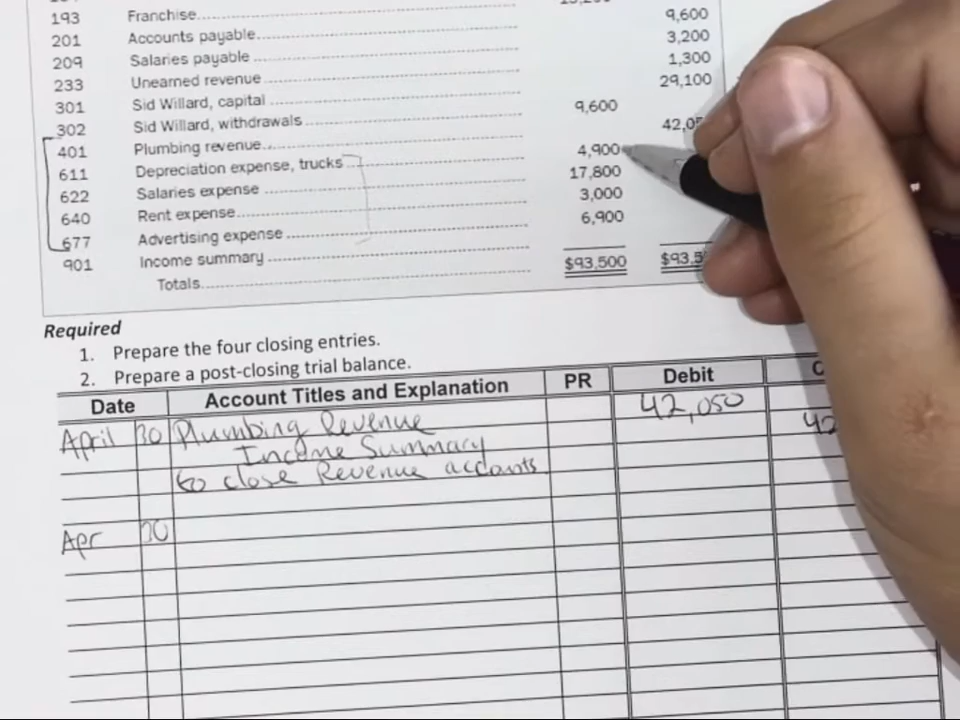 193 Franchise
201 Accounts payable 9,600
209 Salaries payable 3,200
233 Unearned revenue 1,300
301 Sid Willard, capital 29,100
302 Sid Willard, withdrawals 9,600
401 Plumbing revenue
611 Depreciation expense, trucks 4,900
622 Salaries expense 17,800
640 Rent expense 3,000
677 Advertising expense 6,900
901 Income summary
Totals $93,500
Required
1. Prepare the four closing entries.
2. Prepare a post-closing trial balance.
Date Account Titles and Explanation PR Debit
April 30 Plumbing Revenue 42,050
Income Summary
to close Revenue accounts
Apr 30